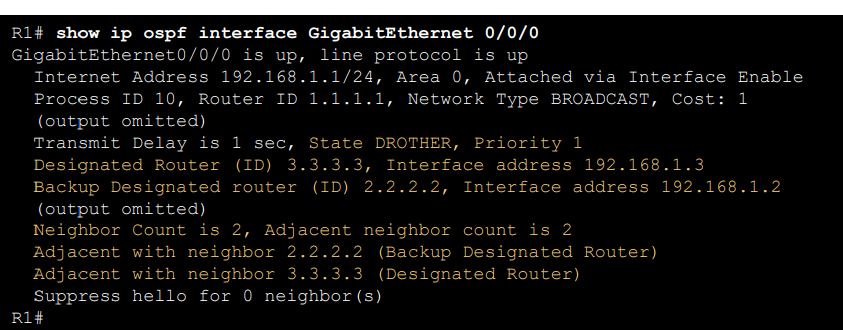 R1# show ip ospf interface GigabitEthernet 0/0/0
GigabitEthernet0/0/0 is up, line protocol is up
Internet Address 192.168.1.1/24, Area 0, Attached via Interface Enable
Process ID 10, Router ID 1.1.1.1, Network Type BROADCAST, Cost: 1
(output omitted)
Transmit Delay is 1 sec, State DROTHER, Priority 1
Designated Router (ID) 3.3.3.3, Interface address 192.168.1.3
Backup Designated router (ID) 2.2.2.2, Interface address 192.168.1.2
(output omitted)
Neighbor Count is 2, Adjacent neighbor count is 2
Adjacent with neighbor 2.2.2.2 (Backup Designated Router)
Adjacent with neighbor 3.3.3.3 (Designated Router)
Suppress hello for 0 neighbor(s)
R1#